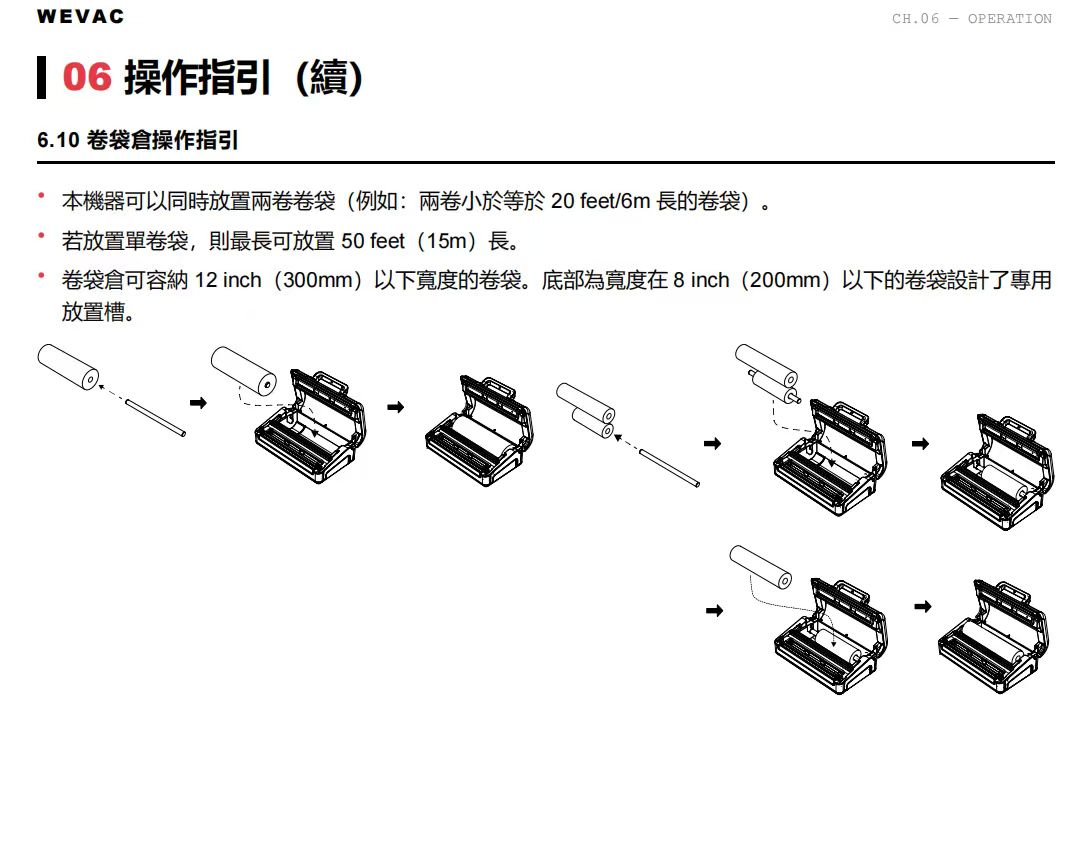 WEVAC
CH.06 — OPERATION
06 操作指引（續）
6.10 卷袋倉操作指引
• 本機器可以同時放置兩卷卷袋（例如：兩卷小於等於 20 feet/6m 長的卷袋）。
• 若放置單卷袋，則最長可放置 50 feet（15m）長。
• 卷袋倉可容納 12 inch（300mm）以下寬度的卷袋。底部為寬度在 8 inch（200mm）以下的卷袋設計了專用
放置槽。